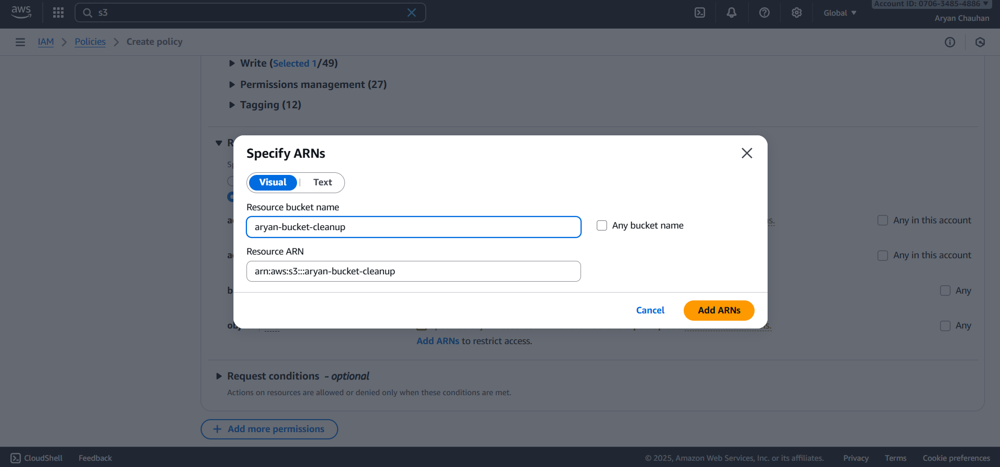 aws
s3
Global
Account ID: 0706-3485-4886
Aryan Chauhan
IAM
Policies
Create policy
Write (Selected 1/49)
Permissions management (27)
Tagging (12)
Specify ARNs
Visual
Text
Resource bucket name
aryan-bucket-cleanup
Any bucket name
Any in this account
Resource ARN
arn:aws:s3:::aryan-bucket-cleanup
Any in this account
Any
Cancel
Add ARNs
Any
Add ARNs to restrict access.
Request conditions - optional
Actions on resources are allowed or denied only when these conditions are met.
Add more permissions
CloudShell
Feedback
© 2025, Amazon Web Services, Inc. or its affiliates.
Privacy
Terms
Cookie preferences